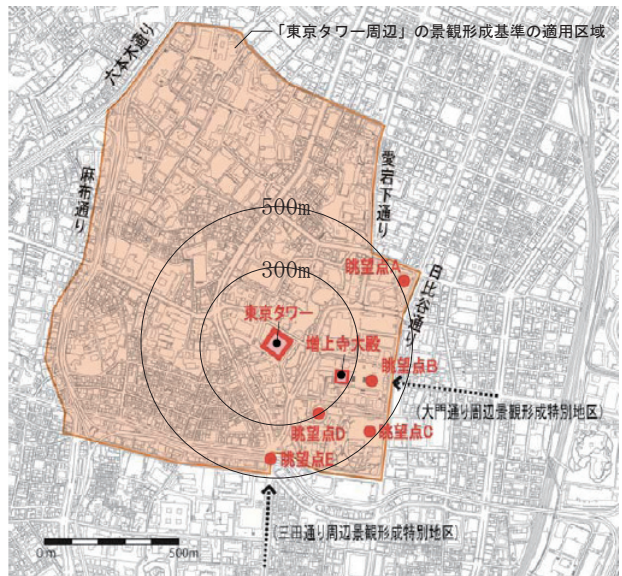 「東京タワー周辺」の景観形成基準の適用区域
六本木通り
麻布通り
愛宕下通り
500m
300m
眺望点A
日比谷通り
東京タワー
増上寺大殿
眺望点B
(大門通り周辺景観形成特別地区)
眺望点C
眺望点D
眺望点E
(三田通り周辺景観形成特別地区)
0 m
500m